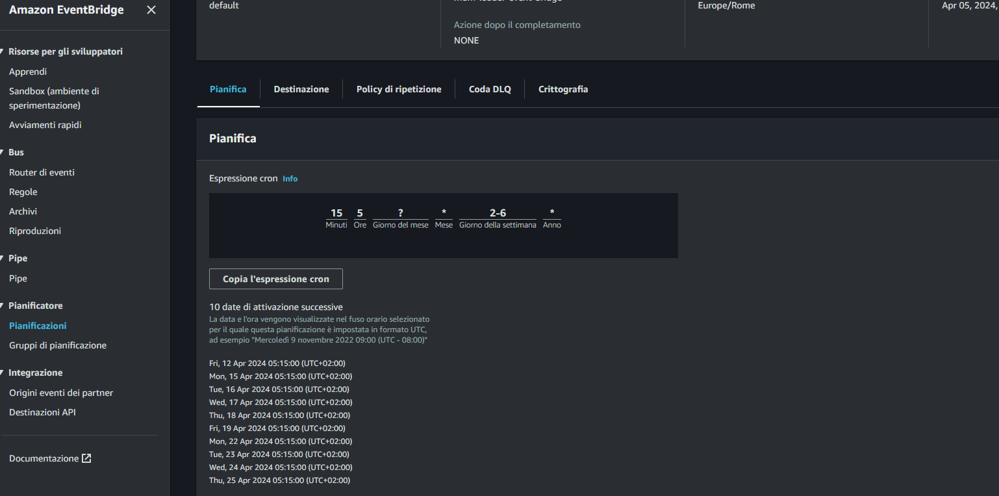 Amazon EventBridge
Risorse per gli sviluppatori
Apprendi
Sandbox (ambiente di
sperimentazione)
Avviamenti rapidi
Bus
Router di eventi
Regole
Archivi
Riproduzioni
Pipe
Pipe
Pianificatore
Pianificazioni
Gruppi di pianificazione
Integrazione
Origini eventi dei partner
Destinazioni API
Documentazione
default
Azione dopo il completamento
NONE
Europe/Rome
Apr 05, 2024,
Pianifica Destinazione Policy di ripetizione Coda DLQ Crittografia
Pianifica
Espressione cron Info
15 5 ? * 2-6 *
Minuti Ore Giorno del mese Mese Giorno della settimana Anno
Copia l'espressione cron
10 date di attivazione successive
La data e l'ora vengono visualizzate nel fuso orario selezionato
per il quale questa pianificazione è impostata in formato UTC,
ad esempio "Mercoledì 9 novembre 2022 09:00 (UTC - 08:00)"
Fri, 12 Apr 2024 05:15:00 (UTC+02:00)
Mon, 15 Apr 2024 05:15:00 (UTC+02:00)
Tue, 16 Apr 2024 05:15:00 (UTC+02:00)
Wed, 17 Apr 2024 05:15:00 (UTC+02:00)
Thu, 18 Apr 2024 05:15:00 (UTC+02:00)
Fri, 19 Apr 2024 05:15:00 (UTC+02:00)
Mon, 22 Apr 2024 05:15:00 (UTC+02:00)
Tue, 23 Apr 2024 05:15:00 (UTC+02:00)
Wed, 24 Apr 2024 05:15:00 (UTC+02:00)
Thu, 25 Apr 2024 05:15:00 (UTC+02:00)